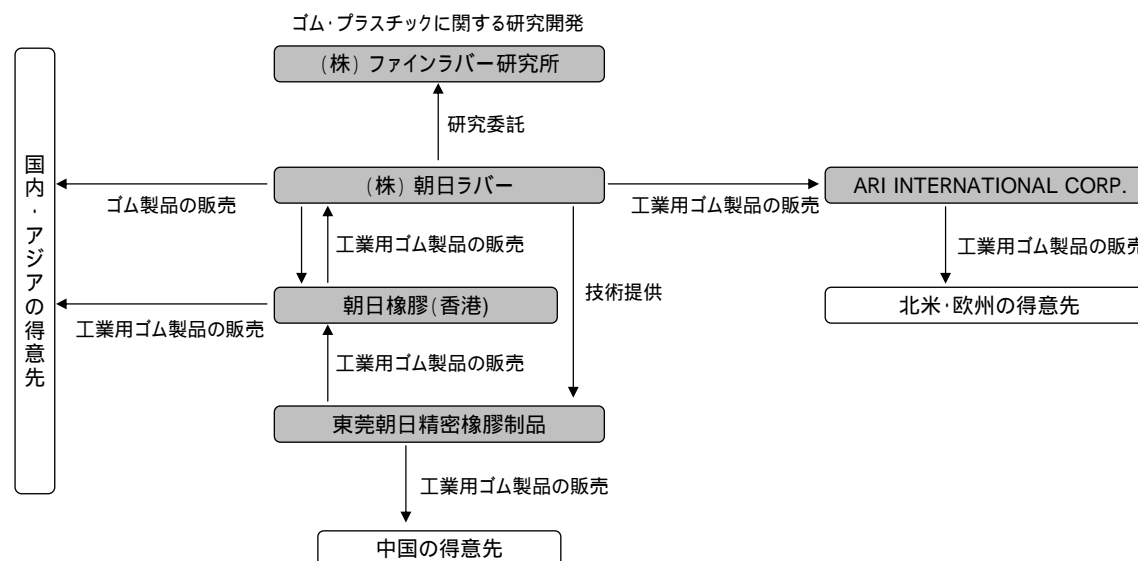 ゴム・プラスチックに関する研究開発
(株)ファインラバー研究所
研究委託
国内・アジアの得意先
(株)朝日ラバー
ARI INTERNATIONAL CORP.
ゴム製品の販売
工業用ゴム製品の販売
工業用ゴム製品の販売
工業用ゴム製品の販売
朝日橡膠(香港)
技術提供
北米・欧州の得意先
工業用ゴム製品の販売
工業用ゴム製品の販売
東莞朝日精密橡膠制品
工業用ゴム製品の販売
中国の得意先